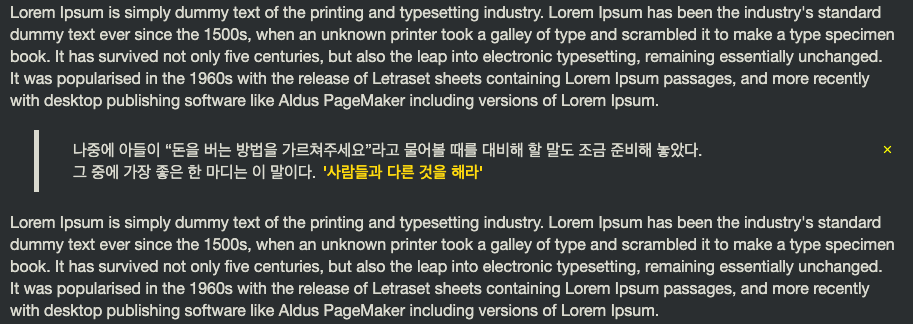 Lorem Ipsum is simply dummy text of the printing and typesetting industry. Lorem Ipsum has been the industry's standard
dummy text ever since the 1500s, when an unknown printer took a galley of type and scrambled it to make a type specimen
book. It has survived not only five centuries, but also the leap into electronic typesetting, remaining essentially unchanged.
It was popularised in the 1960s with the release of Letraset sheets containing Lorem Ipsum passages, and more recently
with desktop publishing software like Aldus PageMaker including versions of Lorem Ipsum.
나중에 아들이 “돈을 버는 방법을 가르쳐주세요”라고 물어볼 때를 대비해 할 말도 조금 준비해 놓았다. ×
그 중에 가장 좋은 한 마디는 이 말이다. '사람들과 다른 것을 해라'
Lorem Ipsum is simply dummy text of the printing and typesetting industry. Lorem Ipsum has been the industry's standard
dummy text ever since the 1500s, when an unknown printer took a galley of type and scrambled it to make a type specimen
book. It has survived not only five centuries, but also the leap into electronic typesetting, remaining essentially unchanged.
It was popularised in the 1960s with the release of Letraset sheets containing Lorem Ipsum passages, and more recently
with desktop publishing software like Aldus PageMaker including versions of Lorem Ipsum.